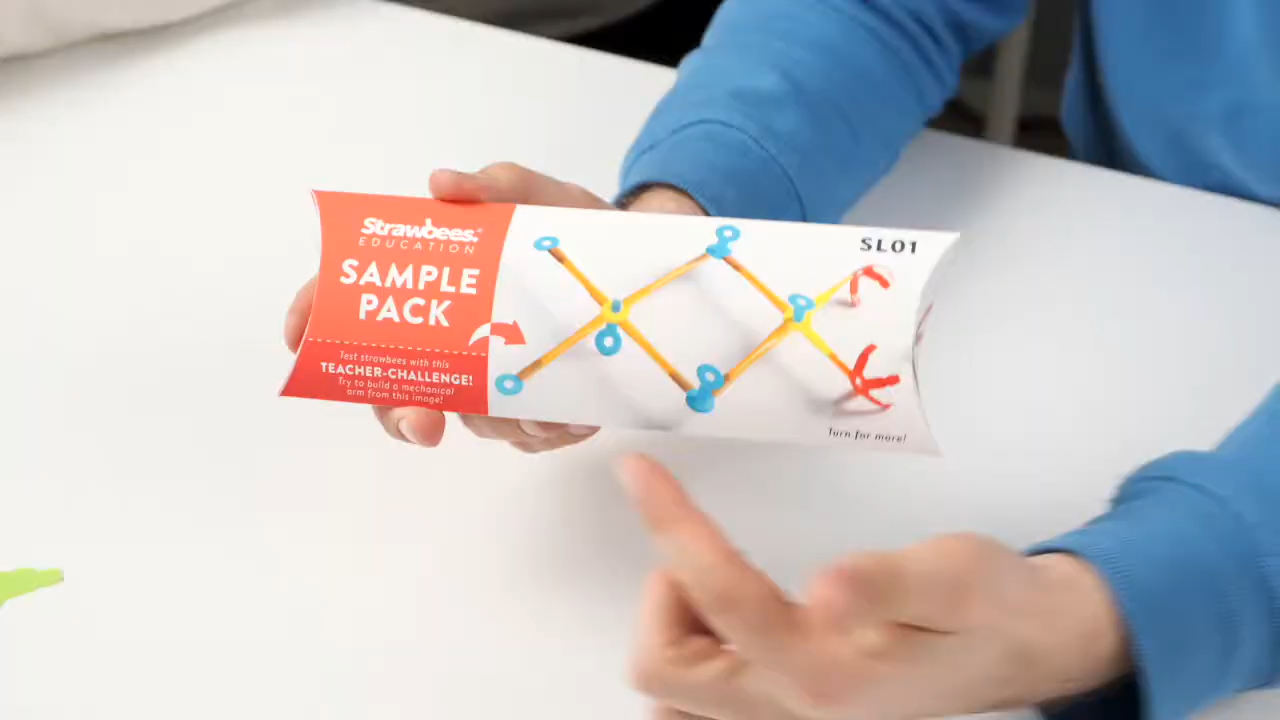 Strawbees
EDUCATION
SAMPLE
PACK
Test strawbees with this
TEACHER-CHALLENGE!
Try to build a mechanical
arm from this image!
SL01
Turn for more!